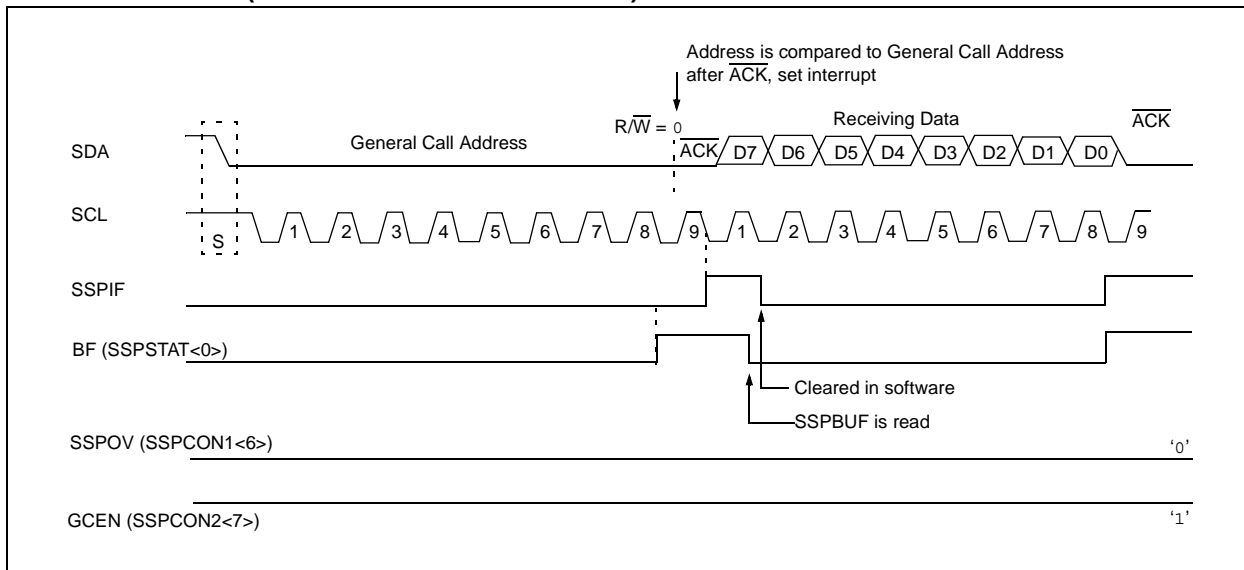 Address is compared to General Call Address
after ACK, set interrupt
R/W = 0
Receiving Data
ACK
General Call Address
SDA
ACK D7 D6 D5 D4 D3 D2 D1 D0
SCL
S
1 2 3 4 5 6 7 8 9 1 2 3 4 5 6 7 8 9
SSPIF
BF (SSPSTAT<0>)
Cleared in software
SSPBUF is read
SSPOV (SSPCON1<6>)
‘0’
GCEN (SSPCON2<7>)
‘1’